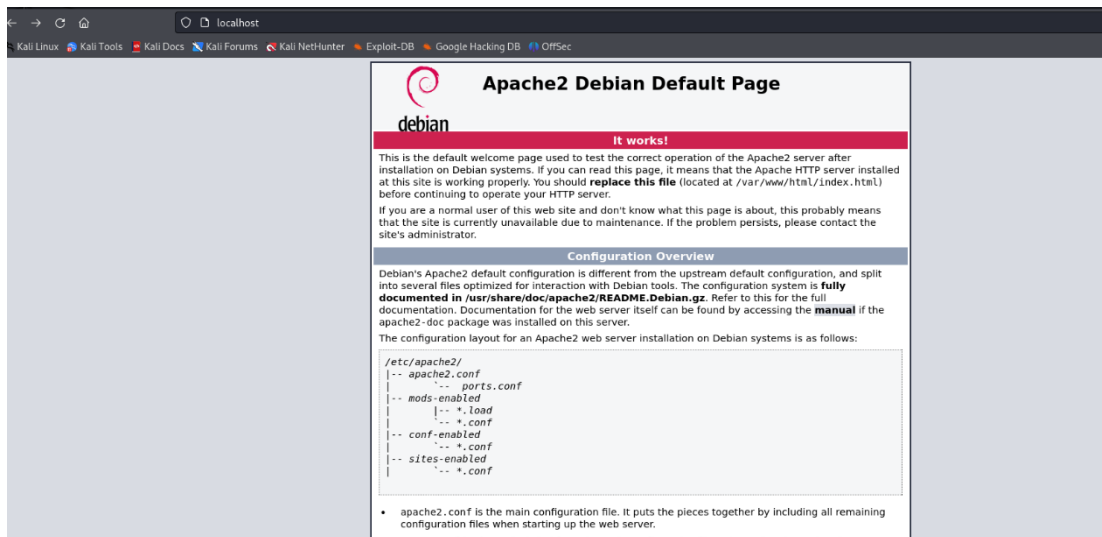 localhost
Kali Linux Kali Tools Kali Docs Kali Forums Kali NetHunter Exploit-DB Google Hacking DB OffSec
Apache2 Debian Default Page
debian
It works!
This is the default welcome page used to test the correct operation of the Apache2 server after
installation on Debian systems. If you can read this page, it means that the Apache HTTP server installed
at this site is working properly. You should replace this file (located at /var/www/html/index.html)
before continuing to operate your HTTP server.
If you are a normal user of this web site and don't know what this page is about, this probably means
that the site is currently unavailable due to maintenance. If the problem persists, please contact the
site's administrator.
Configuration Overview
Debian's Apache2 default configuration is different from the upstream default configuration, and split
into several files optimized for interaction with Debian tools. The configuration system is fully
documented in /usr/share/doc/apache2/README.Debian.gz. Refer to this for the full
documentation. Documentation for the web server itself can be found by accessing the manual if the
apache2-doc package was installed on this server.
The configuration layout for an Apache2 web server installation on Debian systems is as follows:
/etc/apache2/
|-- apache2.conf
|       `--  ports.conf
|-- mods-enabled
|       |-- *.load
|       `-- *.conf
|-- conf-enabled
|       `-- *.conf
|-- sites-enabled
|       `-- *.conf
• apache2.conf is the main configuration file. It puts the pieces together by including all remaining
configuration files when starting up the web server.